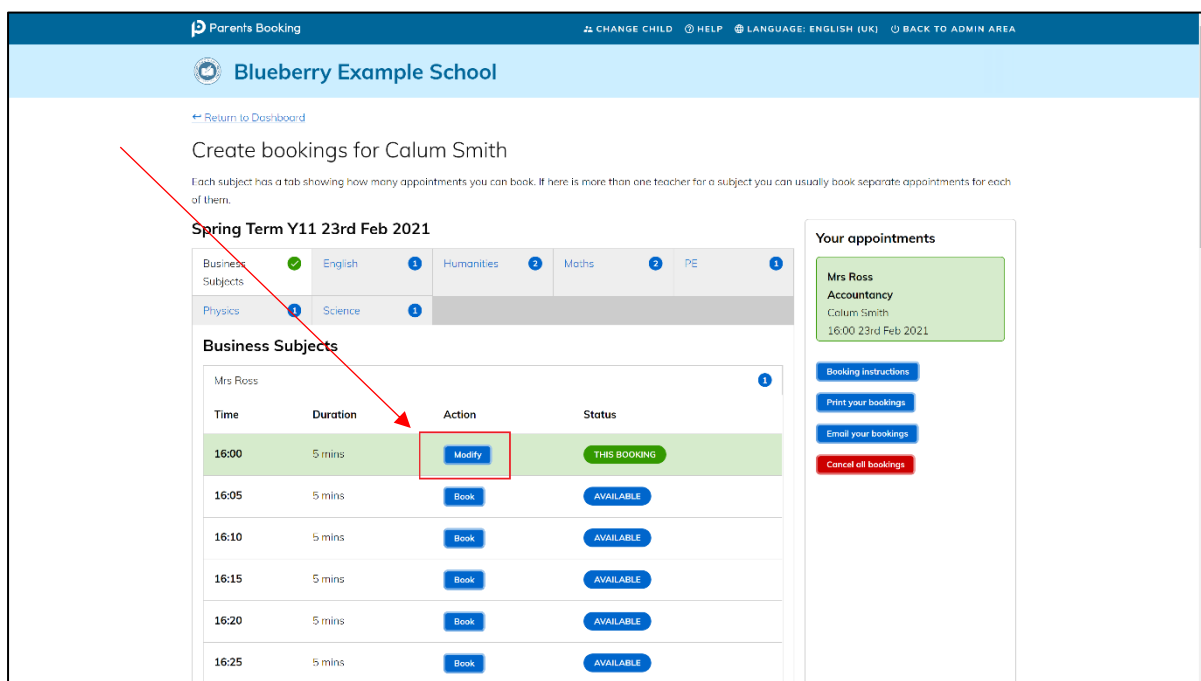 Parents Booking
CHANGE CHILD HELP LANGUAGE: ENGLISH (UK) BACK TO ADMIN AREA
Blueberry Example School
Return to Dashboard
Create bookings for Calum Smith
Each subject has a tab showing how many appointments you can book. If here is more than one teacher for a subject you can usually book separate appointments for each
of them.
Spring Term Y11 23rd Feb 2021
Business Subjects
English 1
Humanities 2
Maths 2
PE 1
Physics 1
Science 1
Business Subjects
Mrs Ross 1
Time Duration Action Status
16:00 5 mins Modify THIS BOOKING
16:05 5 mins Book AVAILABLE
16:10 5 mins Book AVAILABLE
16:15 5 mins Book AVAILABLE
16:20 5 mins Book AVAILABLE
16:25 5 mins Book AVAILABLE
Your appointments
Mrs Ross
Accountancy
Calum Smith
16:00 23rd Feb 2021
Booking instructions
Print your bookings
Email your bookings
Cancel all bookings